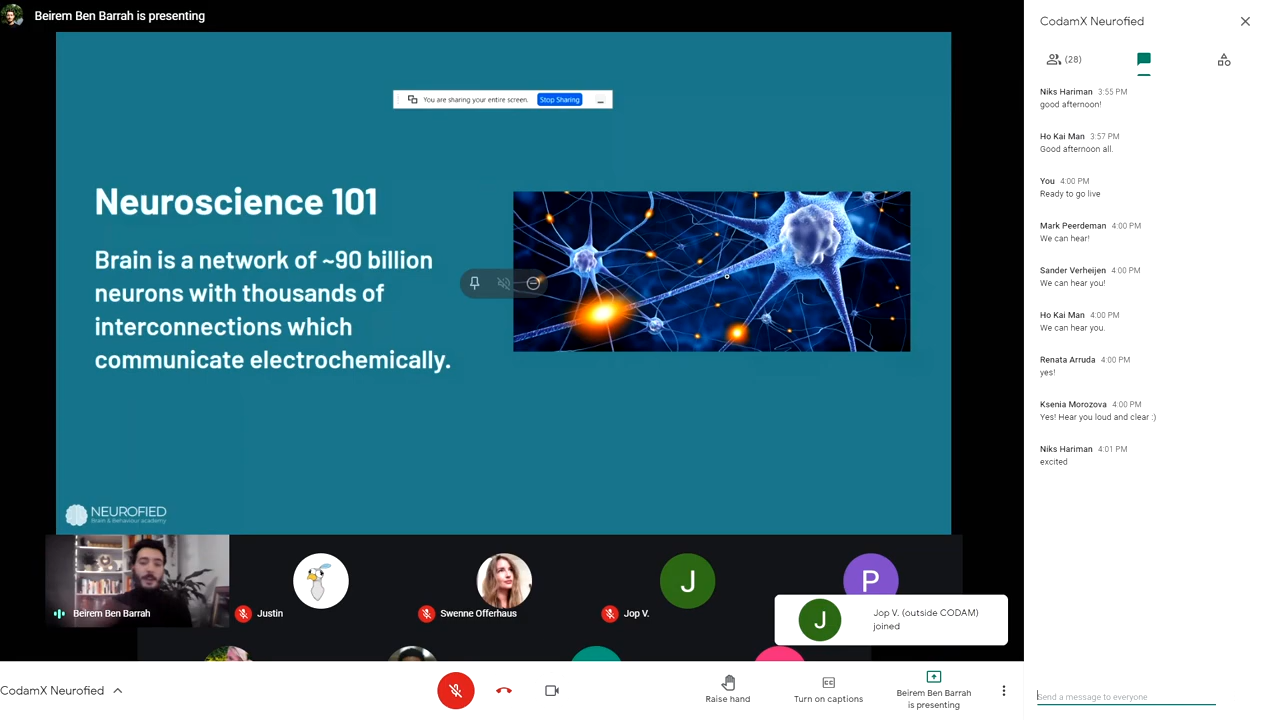 Beirem Ben Barrah is presenting
You are sharing your entire screen. Stop Sharing
Neuroscience 101
Brain is a network of ~90 billion
neurons with thousands of
interconnections which
communicate electrochemically.
NEUROFIED
Brain & Behaviour academy
Beirem Ben Barrah
Justin
Swenne Offerhaus
J
Jop V.
P
J
Jop V. (outside CODAM)
joined
CodamX Neurofied
Raise hand
CC
Turn on captions
Beirem Ben Barrah
is presenting
CodamX Neurofied
(28)
Niks Hariman 3:55 PM
good afternoon!
Ho Kai Man 3:57 PM
Good afternoon all.
You 4:00 PM
Ready to go live
Mark Peerdeman 4:00 PM
We can hear!
Sander Verheijen 4:00 PM
We can hear you!
Ho Kai Man 4:00 PM
We can hear you.
Renata Arruda 4:00 PM
yes!
Ksenia Morozova 4:00 PM
Yes! Hear you loud and clear :)
Niks Hariman 4:01 PM
excited
Send a message to everyone